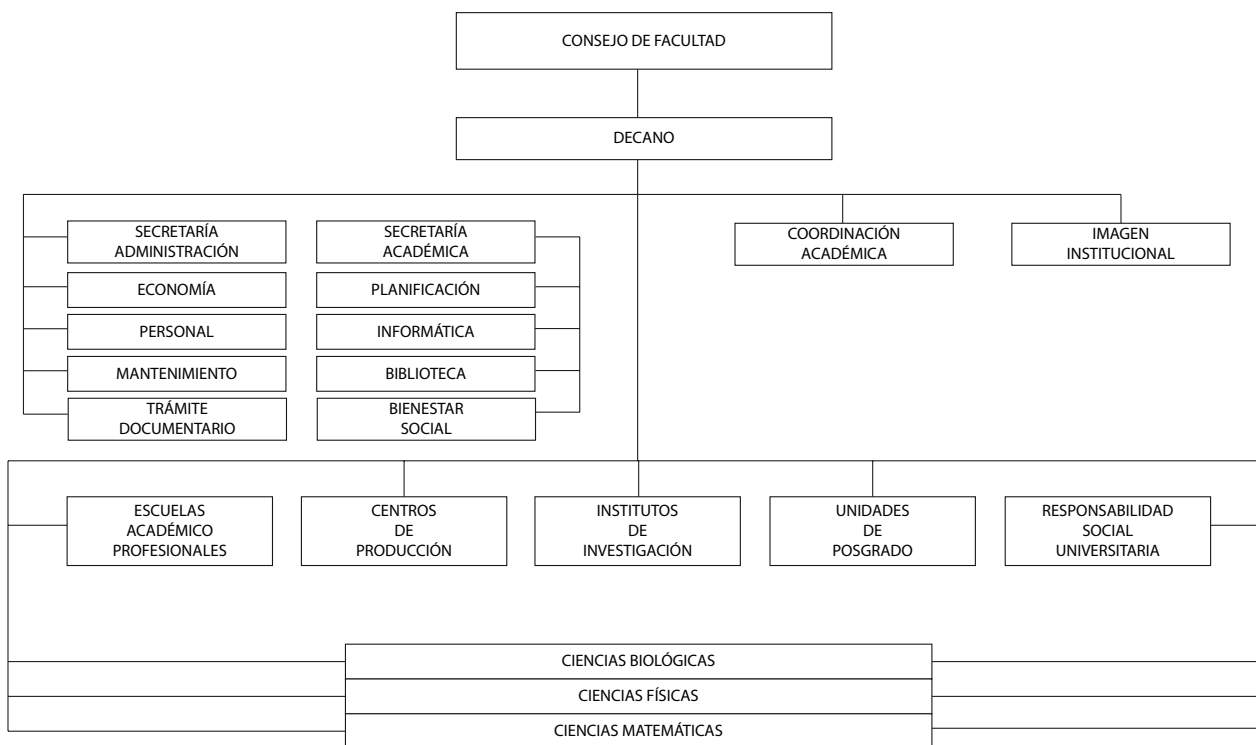 CONSEJO DE FACULTAD
DECANO
SECRETARÍA
ADMINISTRACIÓN
SECRETARÍA
ACADÉMICA
COORDINACIÓN
ACADÉMICA
IMAGEN
INSTITUCIONAL
ECONOMÍA
PLANIFICACIÓN
PERSONAL
INFORMÁTICA
MANTENIMIENTO
BIBLIOTECA
TRÁMITE
DOCUMENTARIO
BIENESTAR
SOCIAL
ESCUELAS
ACADÉMICO
PROFESIONALES
CENTROS
DE
PRODUCCIÓN
INSTITUTOS
DE
INVESTIGACIÓN
UNIDADES
DE
POSGRADO
RESPONSABILIDAD
SOCIAL
UNIVERSITARIA
CIENCIAS BIOLÓGICAS
CIENCIAS FÍSICAS
CIENCIAS MATEMÁTICAS